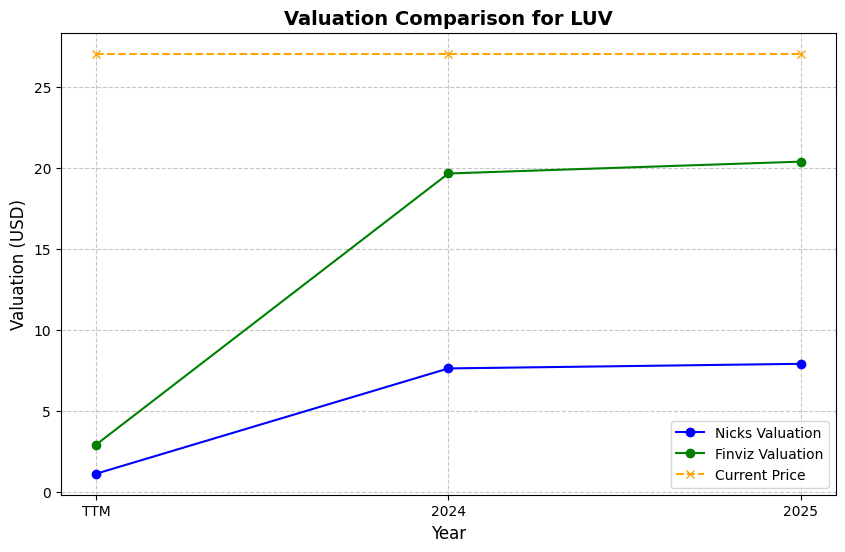 Valuation Comparison for LUV
Valuation (USD)
25
20
15
10
5
0
TTM
2024
2025
Year
Nicks Valuation
Finviz Valuation
Current Price